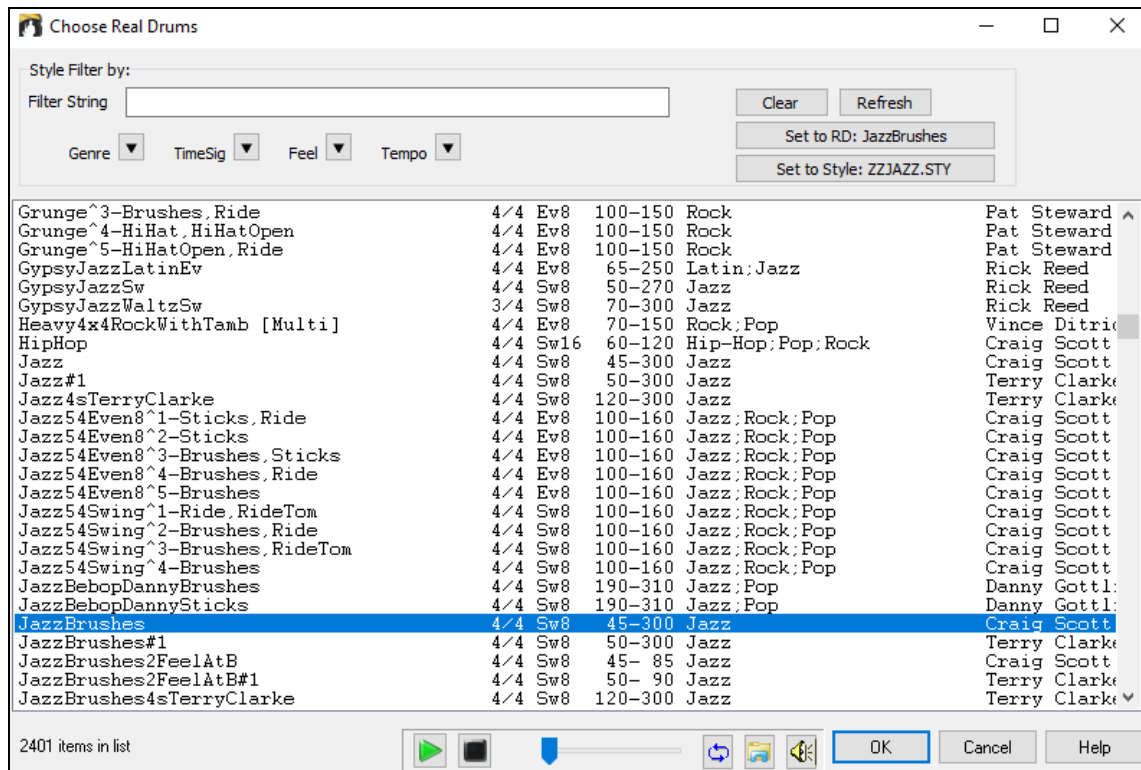 Choose Real Drums
Style Filter by:
Filter String
Clear Refresh
Set to RD: JazzBrushes
Genre TimeSig Feel Tempo
Set to Style: ZZJAZZ.STY
Grunge^3-Brushes,Ride 4/4 Ev8 100-150 Rock Pat Steward
Grunge^4-HiHat,HiHatOpen 4/4 Ev8 100-150 Rock Pat Steward
Grunge^5-HiHatOpen,Ride 4/4 Ev8 100-150 Rock Pat Steward
GypsyJazzLatinEv 4/4 Ev8 65-250 Latin;Jazz Rick Reed
GypsyJazzSw 4/4 Sw8 50-270 Jazz Rick Reed
GypsyJazzWaltzSw 3/4 Sw8 70-300 Jazz Rick Reed
Heavy4x4RockWithTamb [Multi] 4/4 Ev8 70-150 Rock;Pop Vince Ditric
HipHop 4/4 Sw16 60-120 Hip-Hop;Pop;Rock Craig Scott
Jazz 4/4 Sw8 45-300 Jazz Craig Scott
Jazz#1 4/4 Sw8 50-300 Jazz Terry Clarke
Jazz4sTerryClarke 4/4 Sw8 120-300 Jazz Terry Clarke
Jazz54Even8^1-Sticks,Ride 4/4 Ev8 100-160 Jazz;Rock;Pop Craig Scott
Jazz54Even8^2-Sticks 4/4 Ev8 100-160 Jazz;Rock;Pop Craig Scott
Jazz54Even8^3-Brushes,Sticks 4/4 Ev8 100-160 Jazz;Rock;Pop Craig Scott
Jazz54Even8^4-Brushes,Ride 4/4 Ev8 100-160 Jazz;Rock;Pop Craig Scott
Jazz54Even8^5-Brushes 4/4 Ev8 100-160 Jazz;Rock;Pop Craig Scott
Jazz54Swing^1-Ride,RideTom 4/4 Sw8 100-160 Jazz;Rock;Pop Craig Scott
Jazz54Swing^2-Brushes,Ride 4/4 Sw8 100-160 Jazz;Rock;Pop Craig Scott
Jazz54Swing^3-Brushes,RideTom 4/4 Sw8 100-160 Jazz;Rock;Pop Craig Scott
Jazz54Swing^4-Brushes 4/4 Sw8 100-160 Jazz;Rock;Pop Craig Scott
JazzBebopDannyBrushes 4/4 Sw8 190-310 Jazz;Pop Danny Gottl
JazzBebopDannySticks 4/4 Sw8 190-310 Jazz;Pop Danny Gottl
JazzBrushes 4/4 Sw8 45-300 Jazz Craig Scott
JazzBrushes#1 4/4 Sw8 50-300 Jazz Terry Clarke
JazzBrushes2FeelAtB 4/4 Sw8 45- 85 Jazz Craig Scott
JazzBrushes2FeelAtB#1 4/4 Sw8 50- 90 Jazz Terry Clarke
JazzBrushes4sTerryClarke 4/4 Sw8 120-300 Jazz Terry Clarke
2401 items in list OK Cancel Help